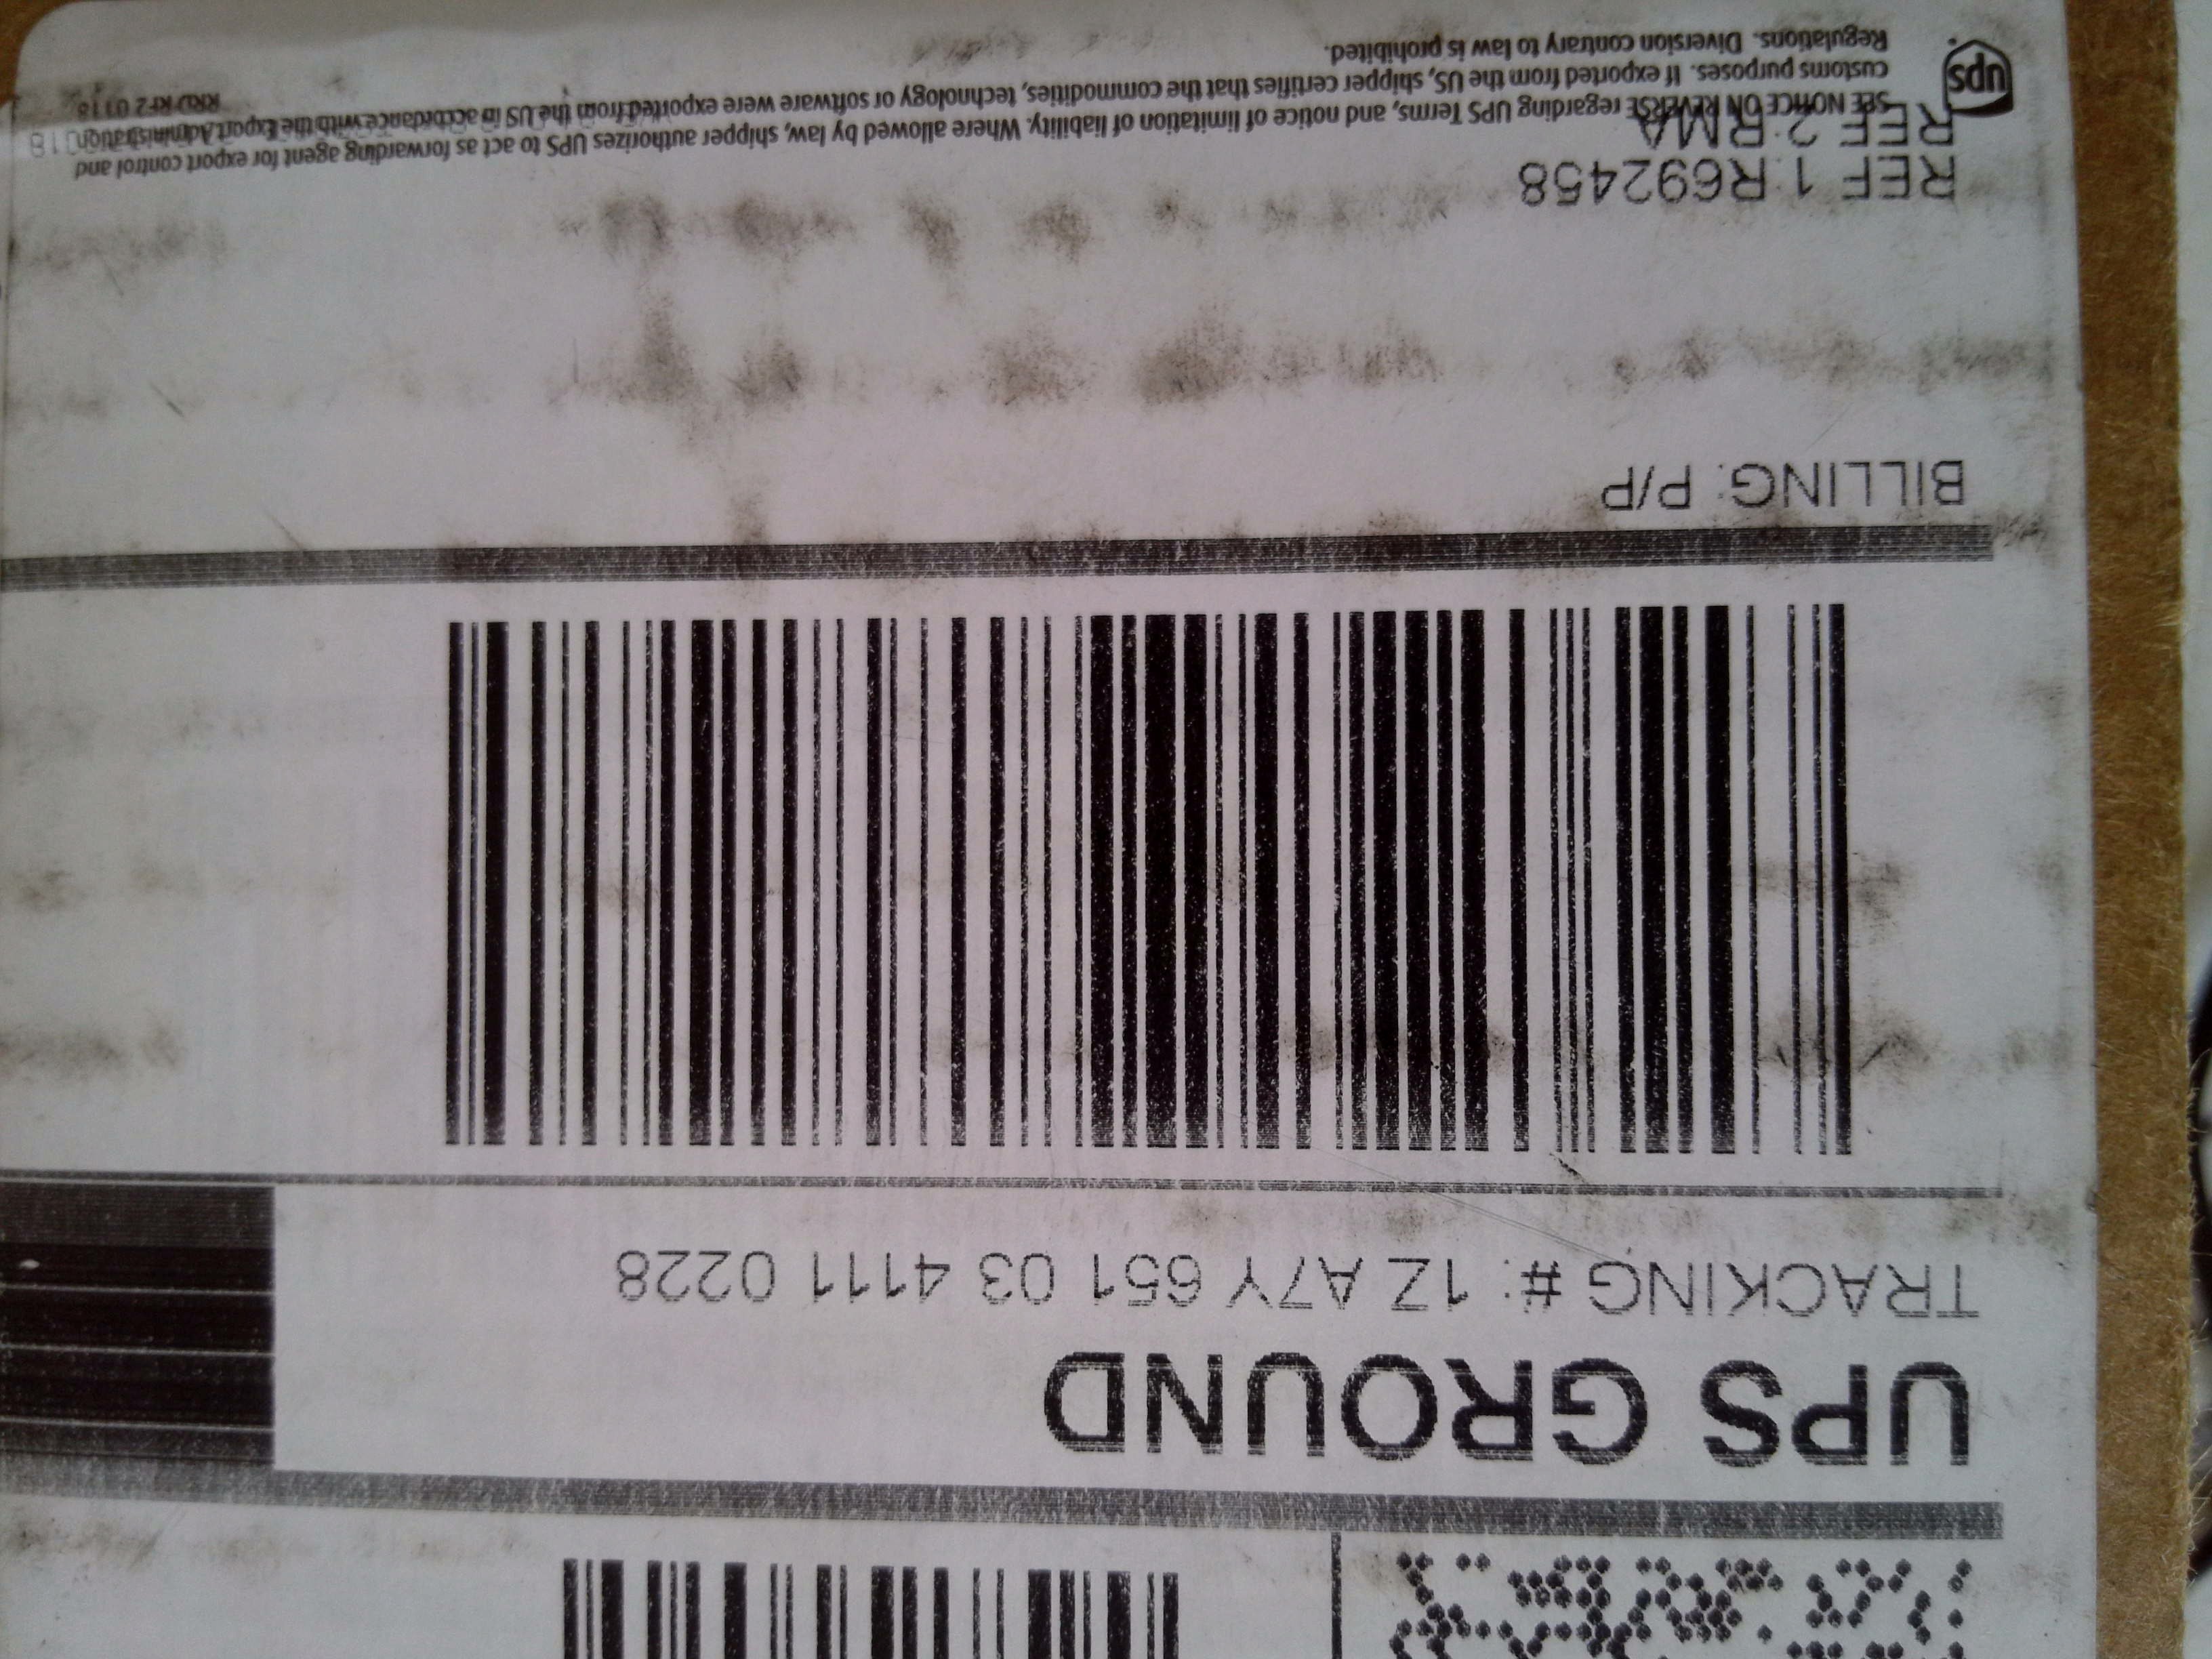 UPS GROUND
TRACKING #: 1Z A7Y 651 03 4111 0228
BILLING: P/P
REF 1:R692458
REF 2:RMA
ups
SEE NOTICE ON REVERSE regarding UPS Terms, and notice of limitation of liability. Where allowed by law, shipper authorizes UPS to act as forwarding agent for export control and
customs purposes. If exported from the US, shipper certifies that the commodities, technology or software were exported from the US in accordance with the Export Administration
Regulations. Diversion contrary to law is prohibited.